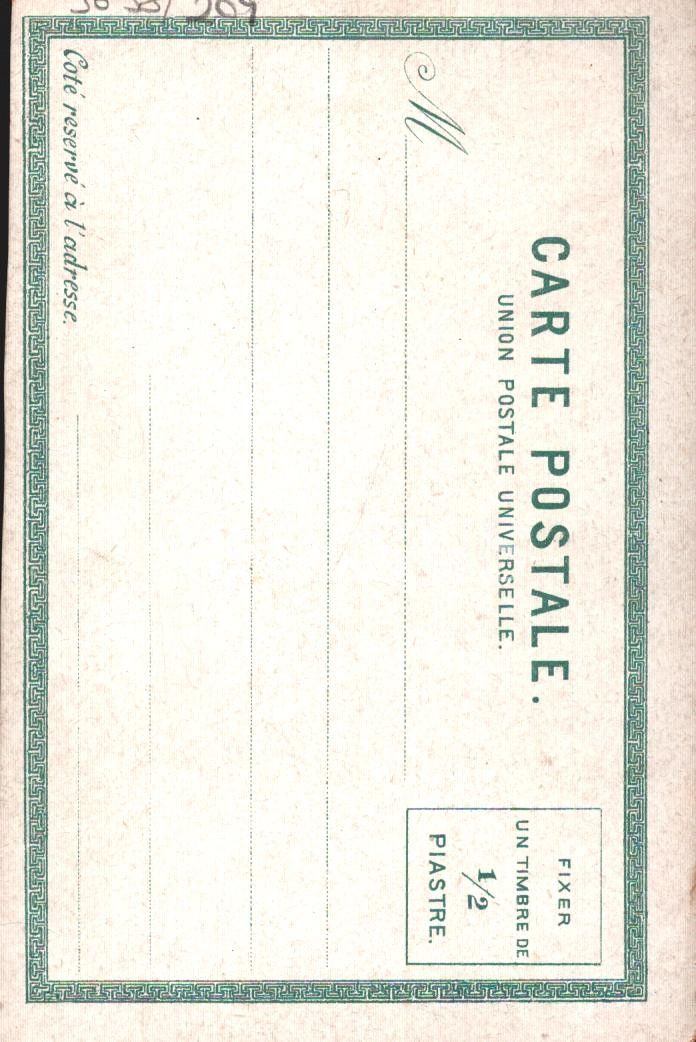 CARTE POSTALE.
UNION POSTALE UNIVERSELLE.
FIXER
UN TIMBRE DE
1/2
PIASTRE.
M
Coté reservé à l'adresse.